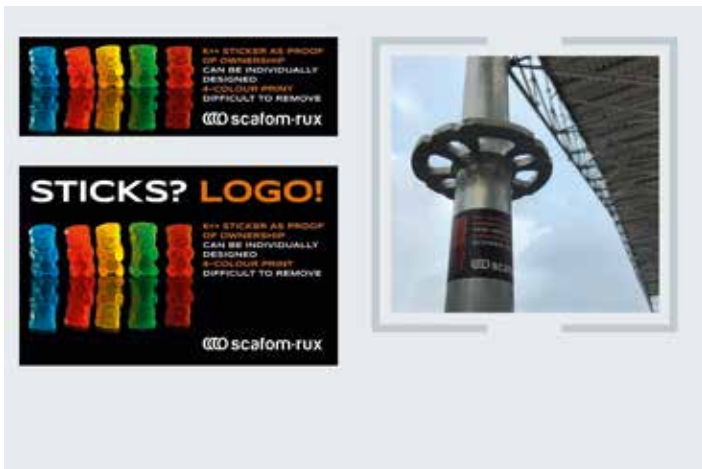 K++ STICKER AS PROOF
OF OWNERSHIP
CAN BE INDIVIDUALLY
DESIGNED
4-COLOUR PRINT
DIFFICULT TO REMOVE
scafom-rux
STICKS? LOGO!
K++ STICKER AS PROOF
OF OWNERSHIP
CAN BE INDIVIDUALLY
DESIGNED
4-COLOUR PRINT
DIFFICULT TO REMOVE
scafom-rux